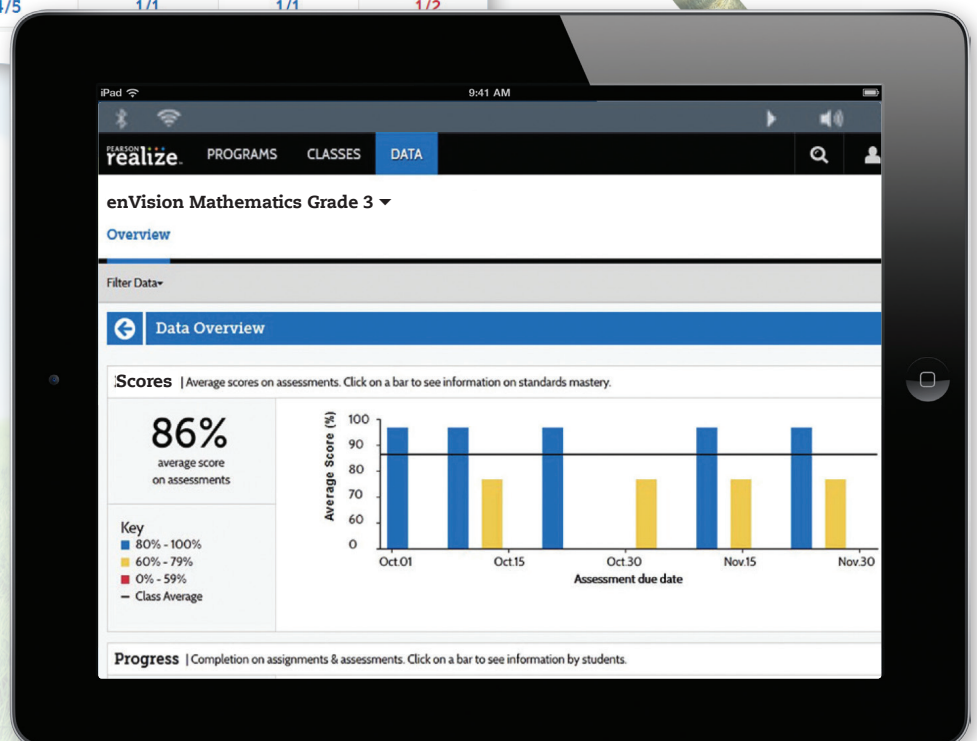 4/5 1/1 1/1 1/2
iPad 9:41 AM
PEARSON
realize™ PROGRAMS CLASSES DATA
enVision Mathematics Grade 3
Overview
Filter Data
Data Overview
Scores | Average scores on assessments. Click on a bar to see information on standards mastery.
86%
average score
on assessments
Key
80% - 100%
60% - 79%
0% - 59%
Class Average
Average Score (%)
100
90
80
70
60
0
Oct.01 Oct.15 Oct.30 Nov.15 Nov.30
Assessment due date
Progress | Completion on assignments & assessments. Click on a bar to see information by students.